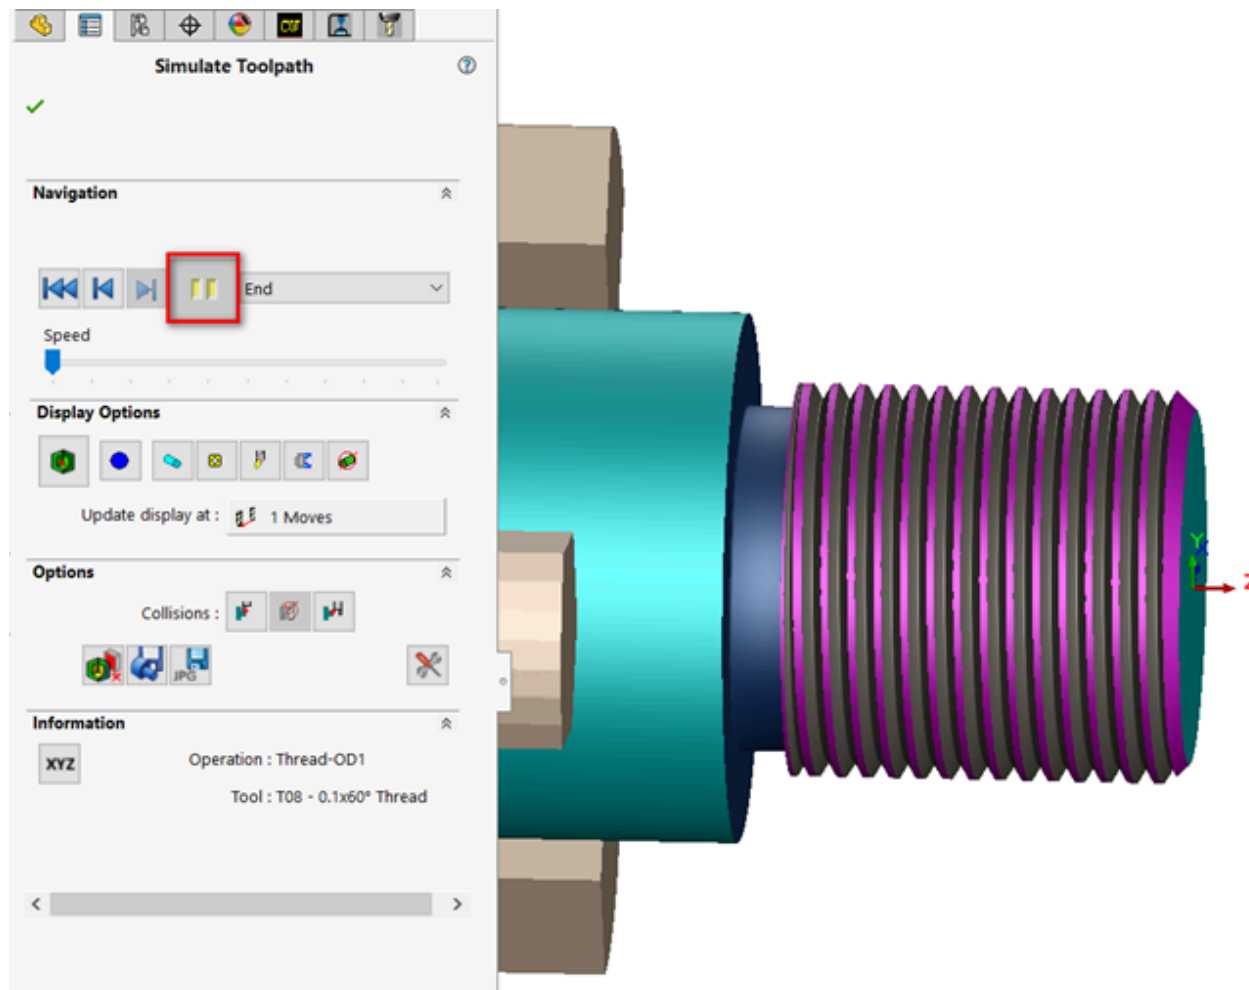 Simulate Toolpath
Navigation
End
Speed
Display Options
Update display at : 1 Moves
Options
Collisions :
JPG
Information
XYZ
Operation : Thread-OD1
Tool : T08 - 0.1x60° Thread
Y
Z